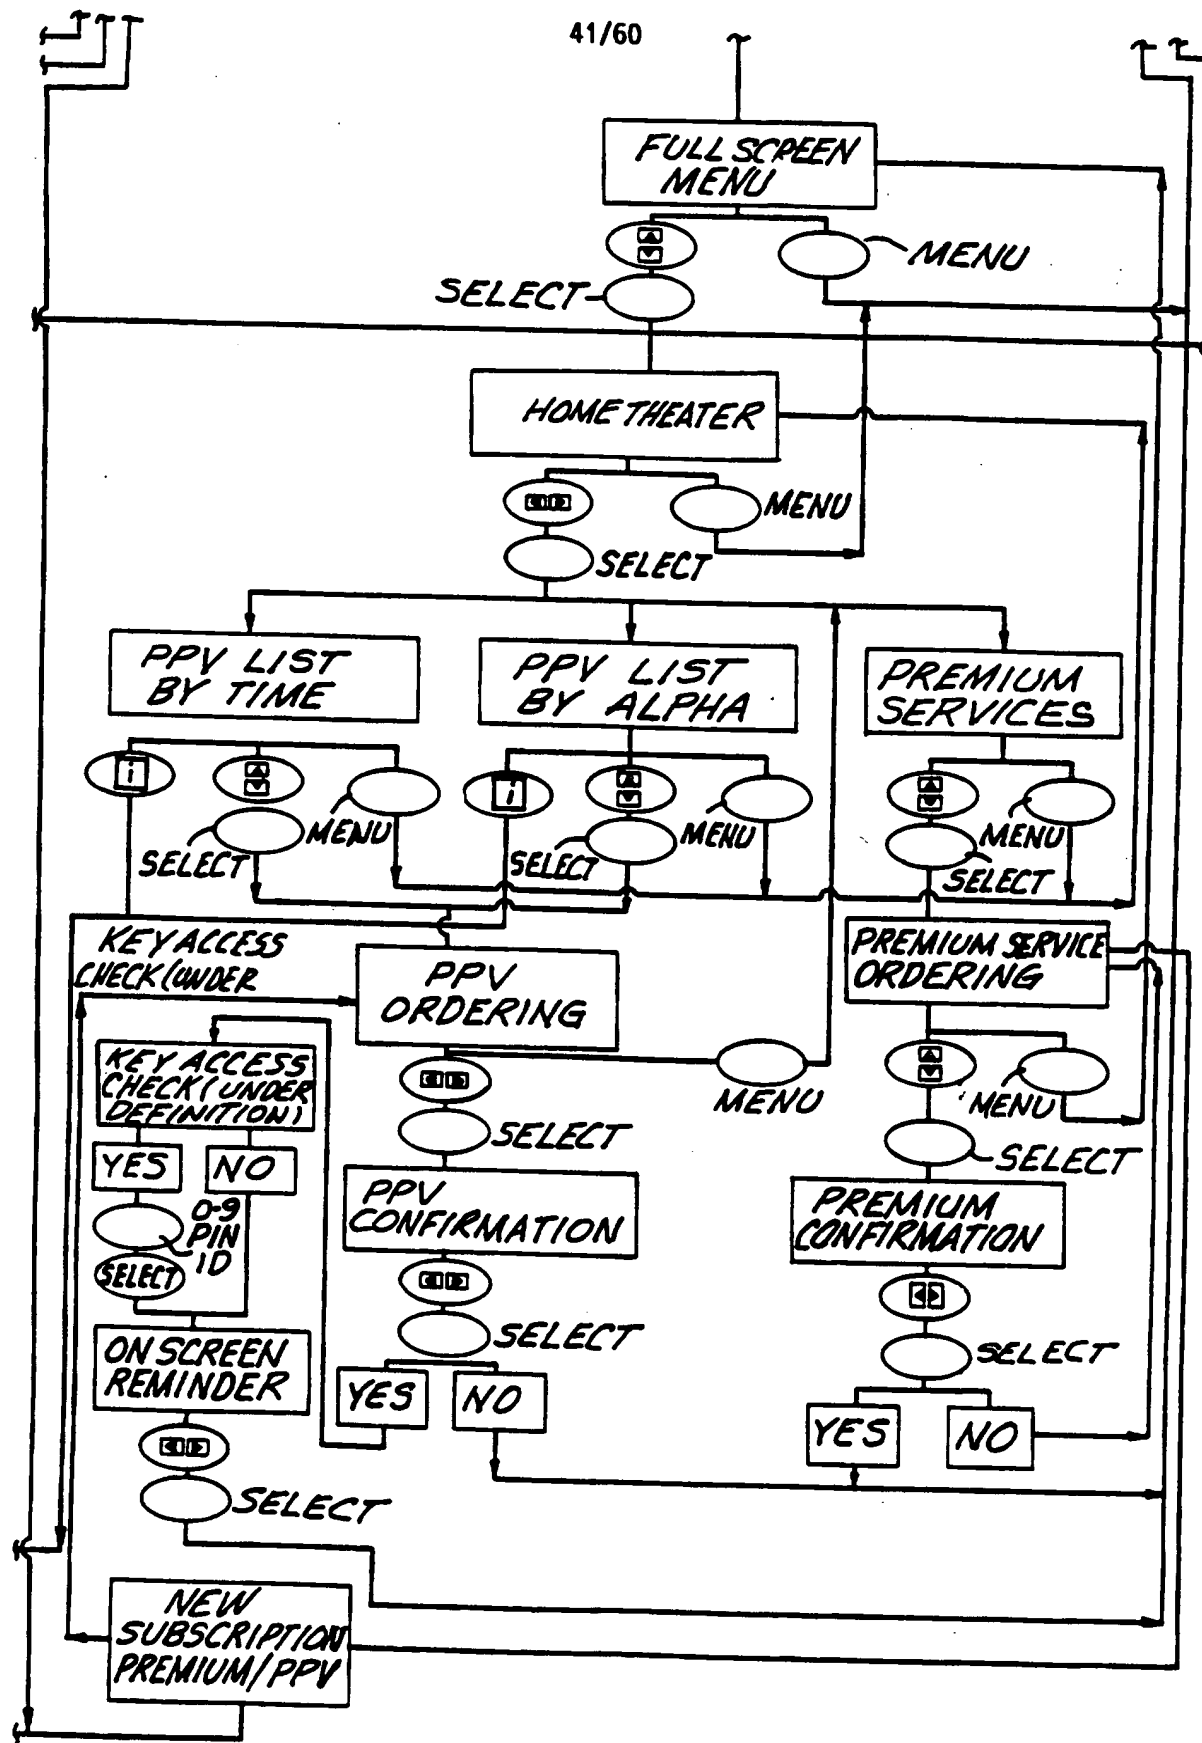 41/60
FULL SCREEN
MENU
MENU
SELECT
HOME THEATER
MENU
SELECT
PPV LIST
BY TIME
PPV LIST
BY ALPHA
PREMIUM
SERVICES
i
i
MENU
SELECT
MENU
SELECT
MENU
SELECT
KEY ACCESS
CHECK (UNDER
PPV
ORDERING
PREMIUM SERVICE
ORDERING
KEY ACCESS
CHECK (UNDER
DEFINITION)
MENU
MENU
SELECT
SELECT
YES
NO
PPV
CONFIRMATION
PREMIUM
CONFIRMATION
0-9
PIN
ID
SELECT
SELECT
SELECT
ON SCREEN
REMINDER
YES
NO
YES
NO
SELECT
NEW
SUBSCRIPTION
PREMIUM/PPV